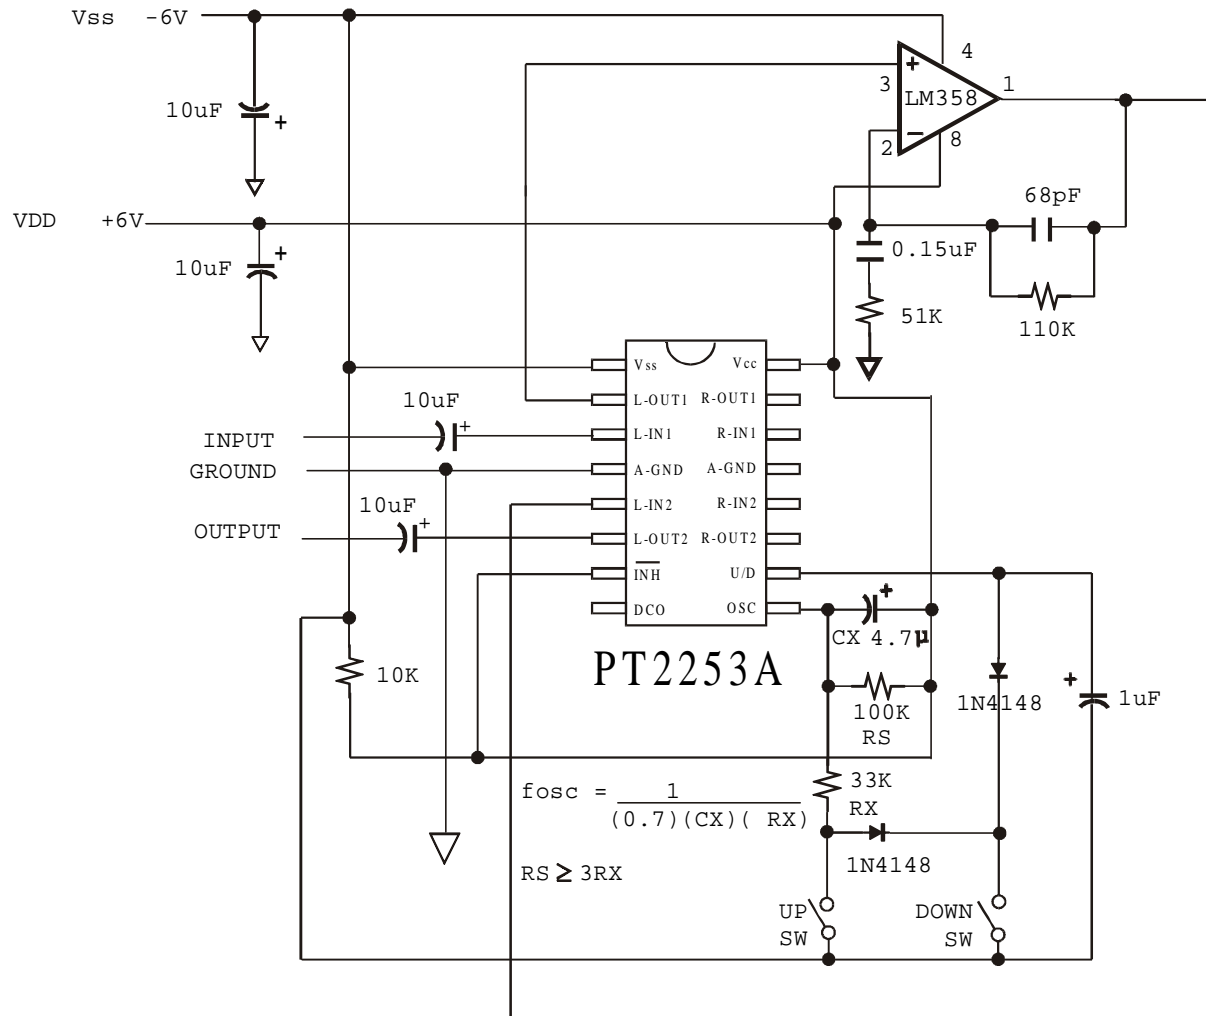 Vss -6V
4
+
3
LM358
1
10uF
+
2
−
8
VDD +6V
68pF
+
10uF
0.15uF
51K
110K
Vss
Vcc
10uF
+
L-OUT1
R-OUT1
INPUT
L-IN1
R-IN1
GROUND
A-GND
A-GND
10uF
+
L-IN2
R-IN2
OUTPUT
L-OUT2
R-OUT2
INH
U/D
DCO
OSC
+
CX 4.7µ
PT2253A
10K
100K
RS
1N4148
+
1uF
33K
RX
fosc = 1
(0.7)(CX)( RX)
1N4148
RS ≥ 3RX
UP
SW
DOWN
SW